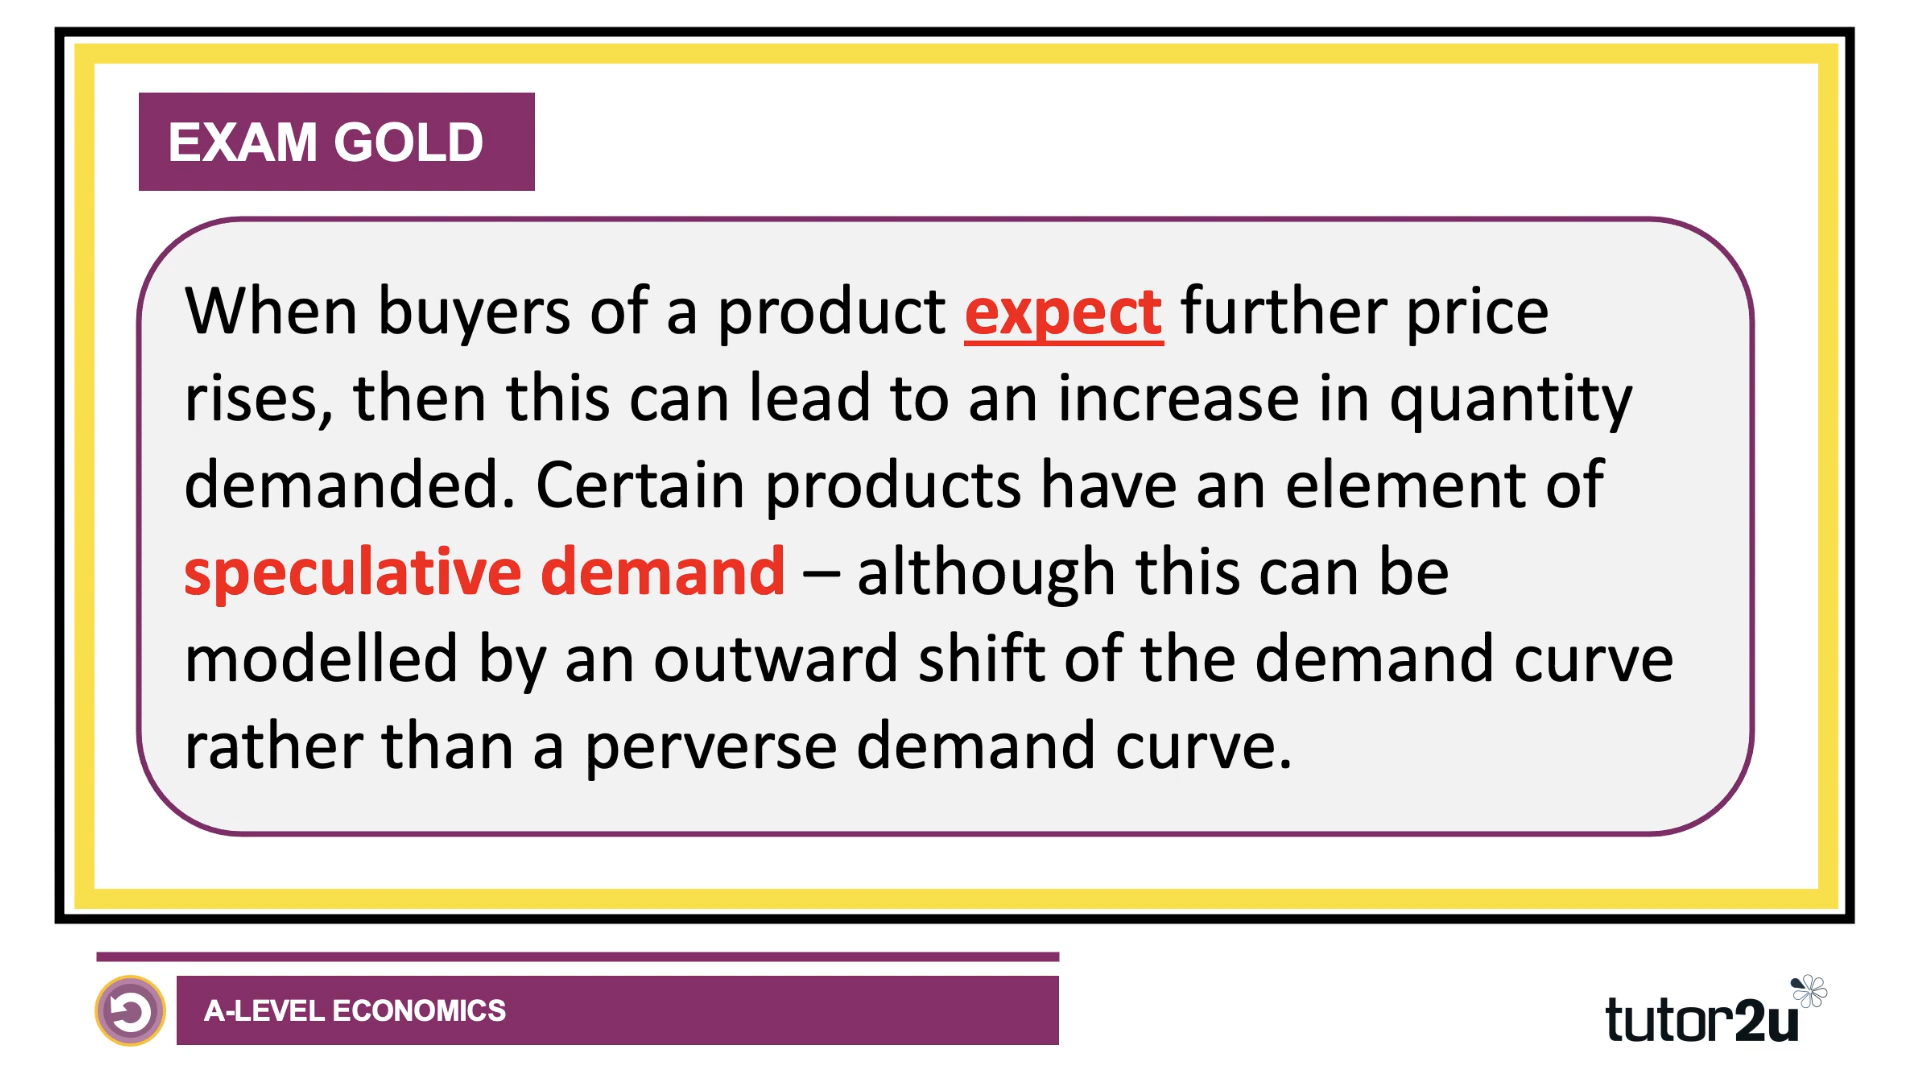 EXAM GOLD
When buyers of a product expect further price
rises, then this can lead to an increase in quantity
demanded. Certain products have an element of
speculative demand – although this can be
modelled by an outward shift of the demand curve
rather than a perverse demand curve.
A-LEVEL ECONOMICS
tutor2u